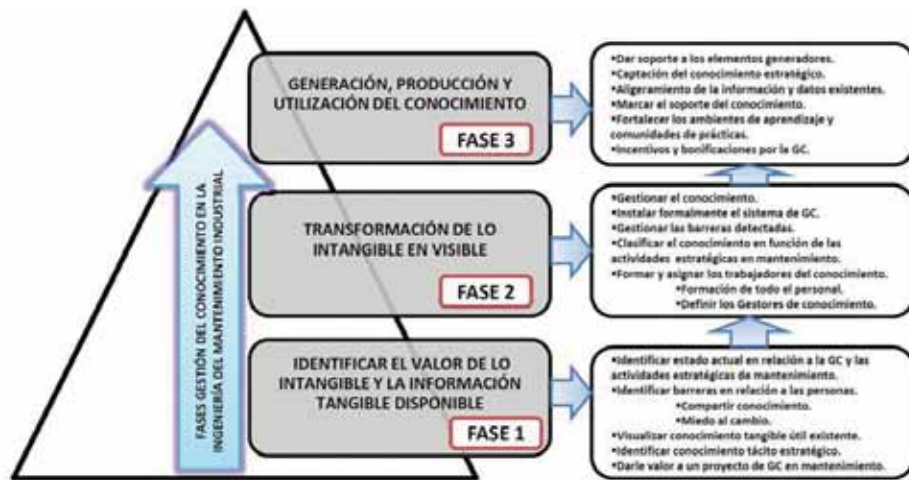 GENERACIÓN, PRODUCCIÓN Y
UTILIZACIÓN DEL CONOCIMIENTO
FASE 3
•Dar soporte a los elementos generadores.
•Captación del conocimiento estratégico.
•Aligeramiento de la información y datos existentes.
•Marcar el soporte del conocimiento.
•Fortalecer los ambientes de aprendizaje y
comunidades de prácticas.
•Incentivos y bonificaciones por la GC.
TRANSFORMACIÓN DE LO
INTANGIBLE EN VISIBLE
FASE 2
•Gestionar el conocimiento.
•Instalar formalmente el sistema de GC.
•Gestionar las barreras detectadas.
•Clasificar el conocimiento en función de las
actividades estratégicas en mantenimiento.
•Formar y asignar los trabajadores del conocimiento.
•Formación de todo el personal.
•Definir los Gestores de conocimiento.
IDENTIFICAR EL VALOR DE LO
INTANGIBLE Y LA INFORMACIÓN
TANGIBLE DISPONIBLE
FASE 1
•Identificar estado actual en relación a la GC y las
actividades estratégicas de mantenimiento.
•Identificar barreras en relación a las personas.
•Compartir conocimiento.
•Miedo al cambio.
•Visualizar conocimiento tangible útil existente.
•Identificar conocimiento tácito estratégico.
•Darle valor a un proyecto de GC en mantenimiento.
FASES GESTIÓN DEL CONOCIMIENTO EN LA
INGENIERÍA DEL MANTENIMIENTO INDUSTRIAL